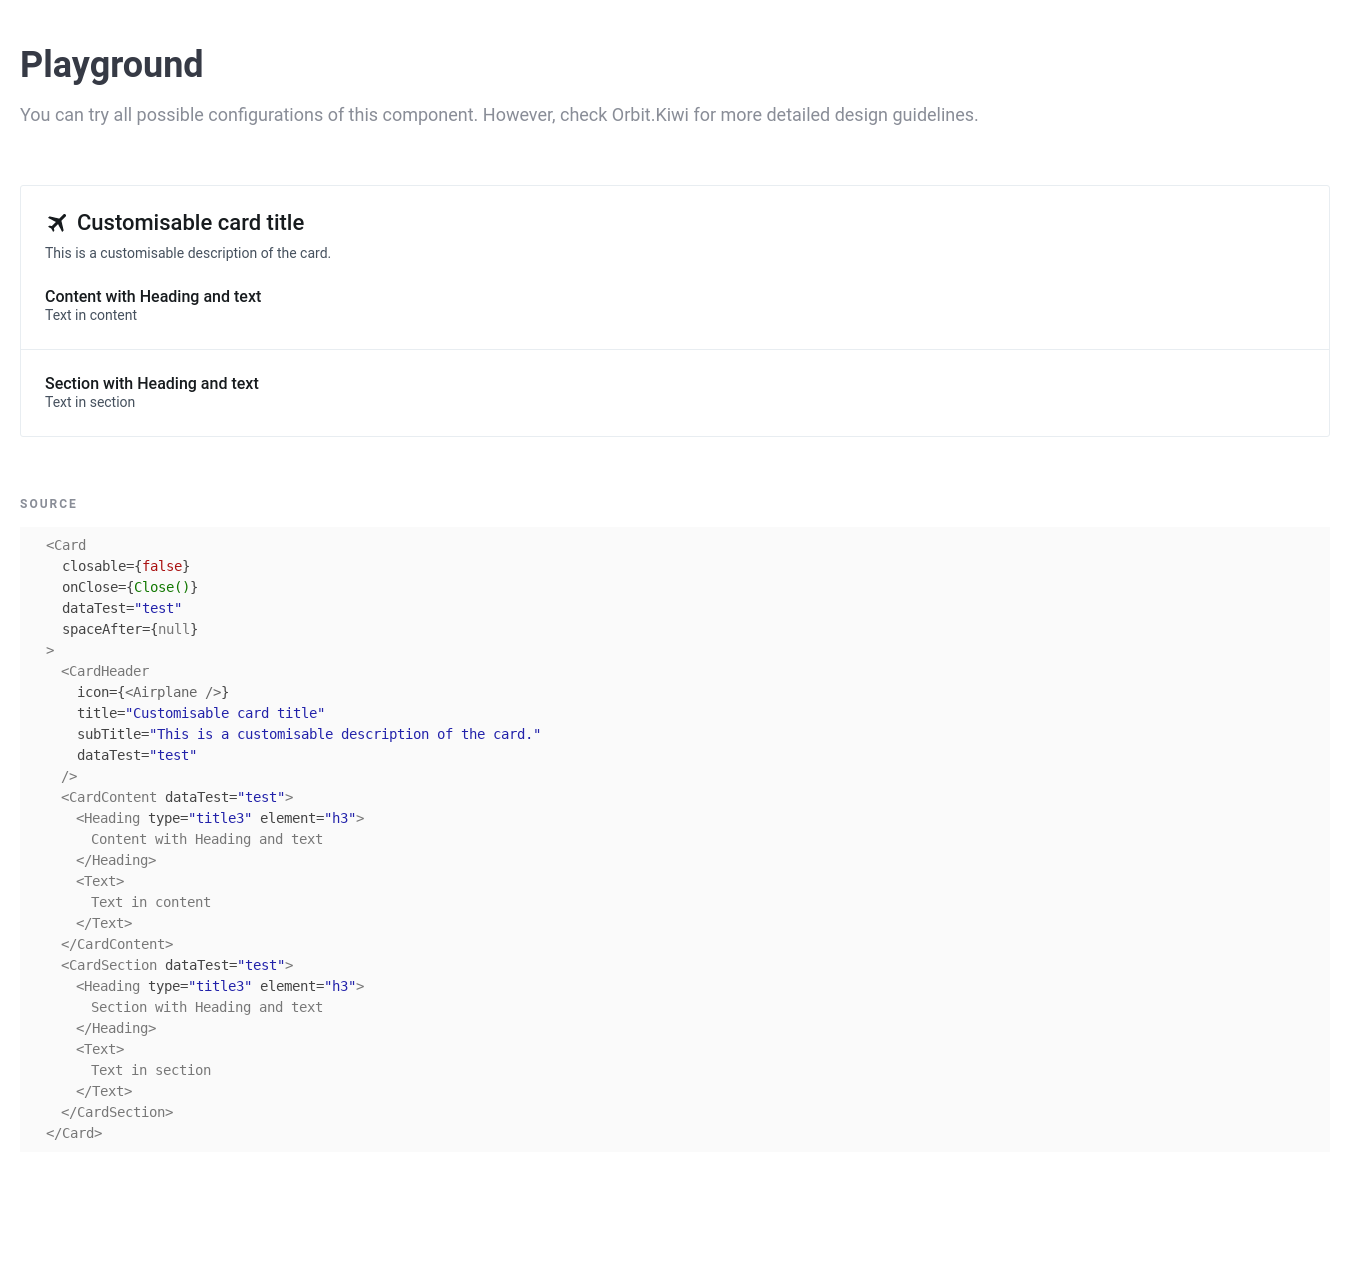 Playground
You can try all possible configurations of this component. However, check Orbit.Kiwi for more detailed design guidelines.
Customisable card title
This is a customisable description of the card.
Content with Heading and text
Text in content
Section with Heading and text
Text in section
SOURCE
<Card
closable={false}
onClose={Close()}
dataTest="test"
spaceAfter={null}
>
<CardHeader
icon={<Airplane />}
title="Customisable card title"
subTitle="This is a customisable description of the card."
dataTest="test"
/>
<CardContent dataTest="test">
<Heading type="title3" element="h3">
Content with Heading and text
</Heading>
<Text>
Text in content
</Text>
</CardContent>
<CardSection dataTest="test">
<Heading type="title3" element="h3">
Section with Heading and text
</Heading>
<Text>
Text in section
</Text>
</CardSection>
</Card>